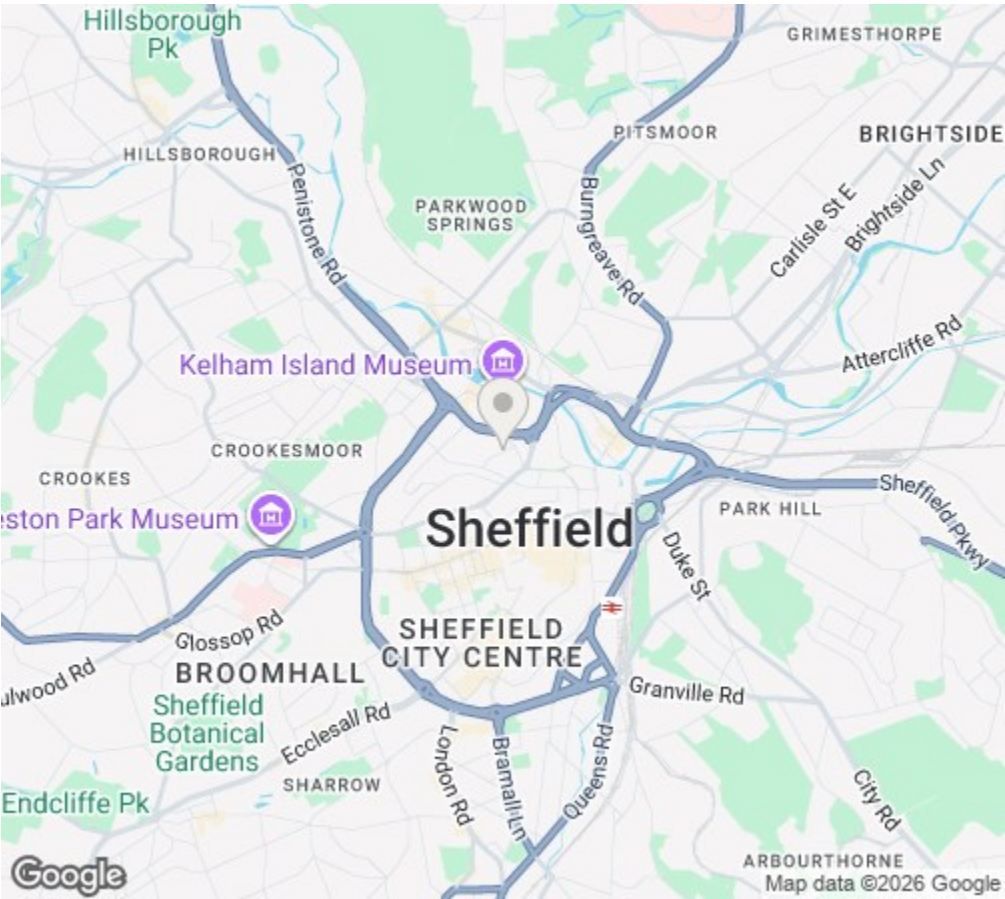 Hillsborough
Pk
GRIMESTHORPE
PITSMOOR
BRIGHTSIDE
HILLSBOROUGH
Penistone Rd
PARKWOOD
SPRINGS
Burngreave Rd
Carlisle St E
Brightside Ln
Attercliffe Rd
Kelham Island Museum
CROOKESMOOR
CROOKES
eston Park Museum
Sheffield
PARK HILL
Sheffield Pkwy
Duke St
Glossop Rd
SHEFFIELD
CITY CENTRE
BROOMHALL
ulwood Rd
Granville Rd
Sheffield
Botanical
Gardens
Ecclesall Rd
London Rd
Bramall Ln
Queens Rd
City Rd
SHARROW
Endcliffe Pk
ARBOURTHORNE
Google
Map data ©2026 Google